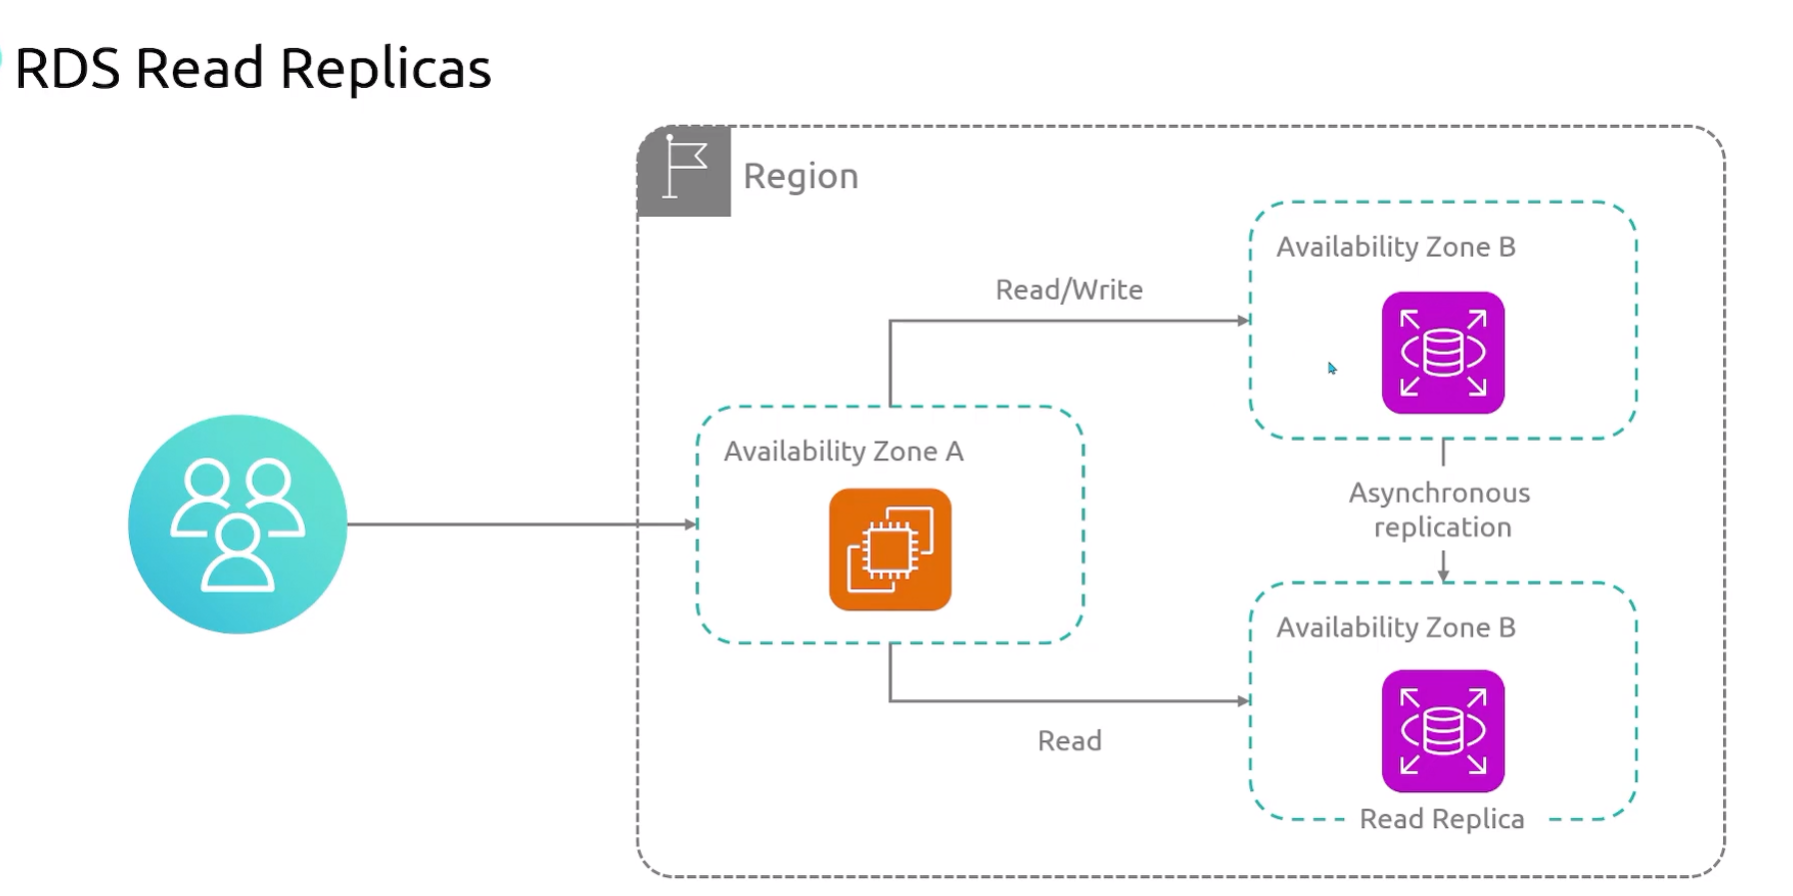 RDS Read Replicas
Region
Availability Zone B
Read/Write
Availability Zone A
Asynchronous
replication
Availability Zone B
Read
Read Replica